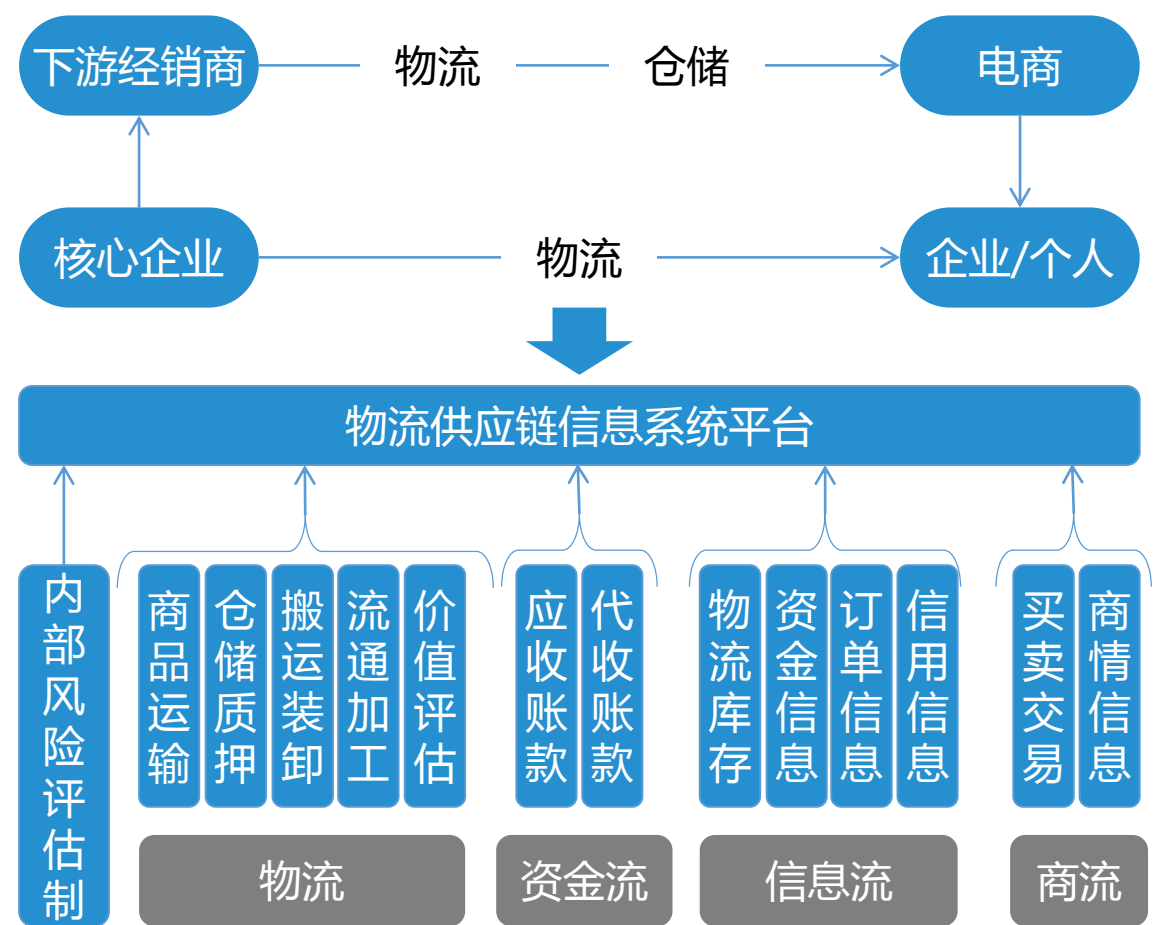 下游经销商
物流
仓储
电商
核心企业
物流
企业/个人
物流供应链信息系统平台
内部风险评估制
商品运输
仓储质押
搬运装卸
流通加工
价值评估
应收账款
代收账款
物流库存
资金信息
订单信息
信用信息
买卖交易
商情信息
物流
资金流
信息流
商流